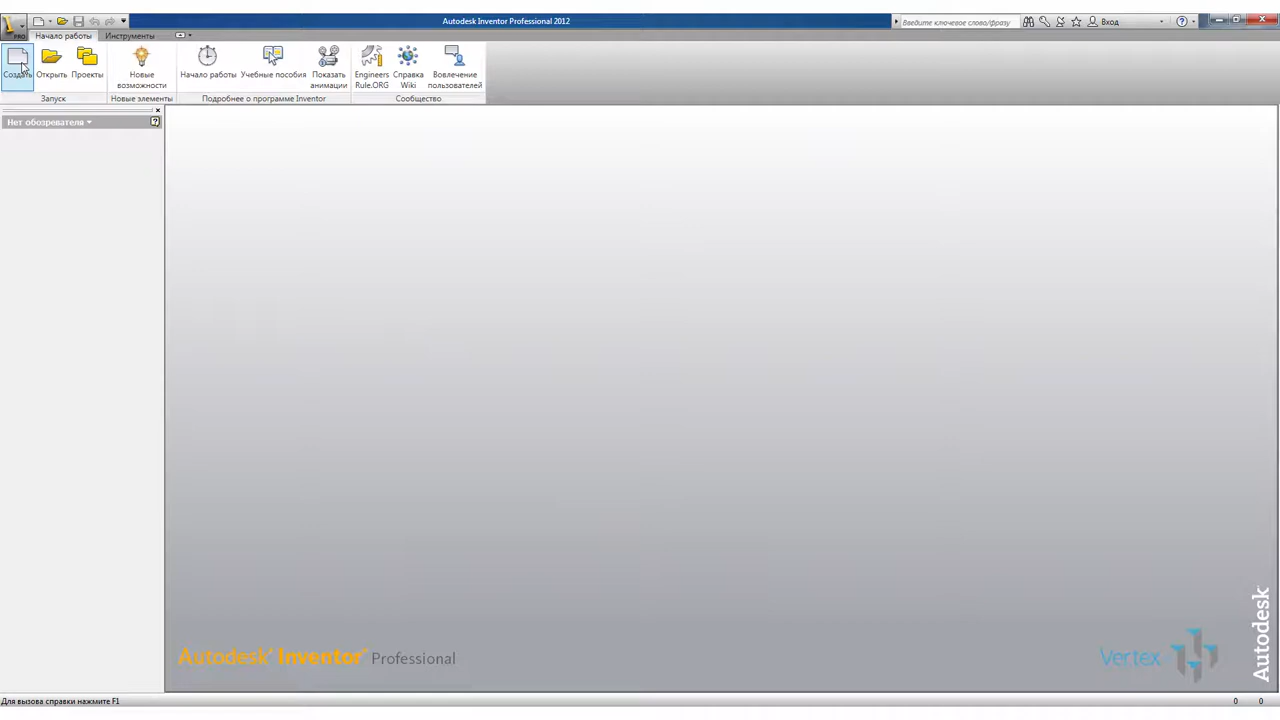 Autodesk Inventor Professional 2012
Введите ключевое слово/фразу
Вход
PRO
Начало работы
Инструменты
Создать
Открыть
Проекты
Новые
возможности
Начало работы
Учебные пособия
Показать
анимации
Engineers
Rule.ORG
Справка
Wiki
Вовлечение
пользователей
Запуск
Новые элементы
Подробнее о программе Inventor
Сообщество
Нет обозревателя
Autodesk Inventor Professional
Vertex
Autodesk
Для вызова справки нажмите F1
0 0